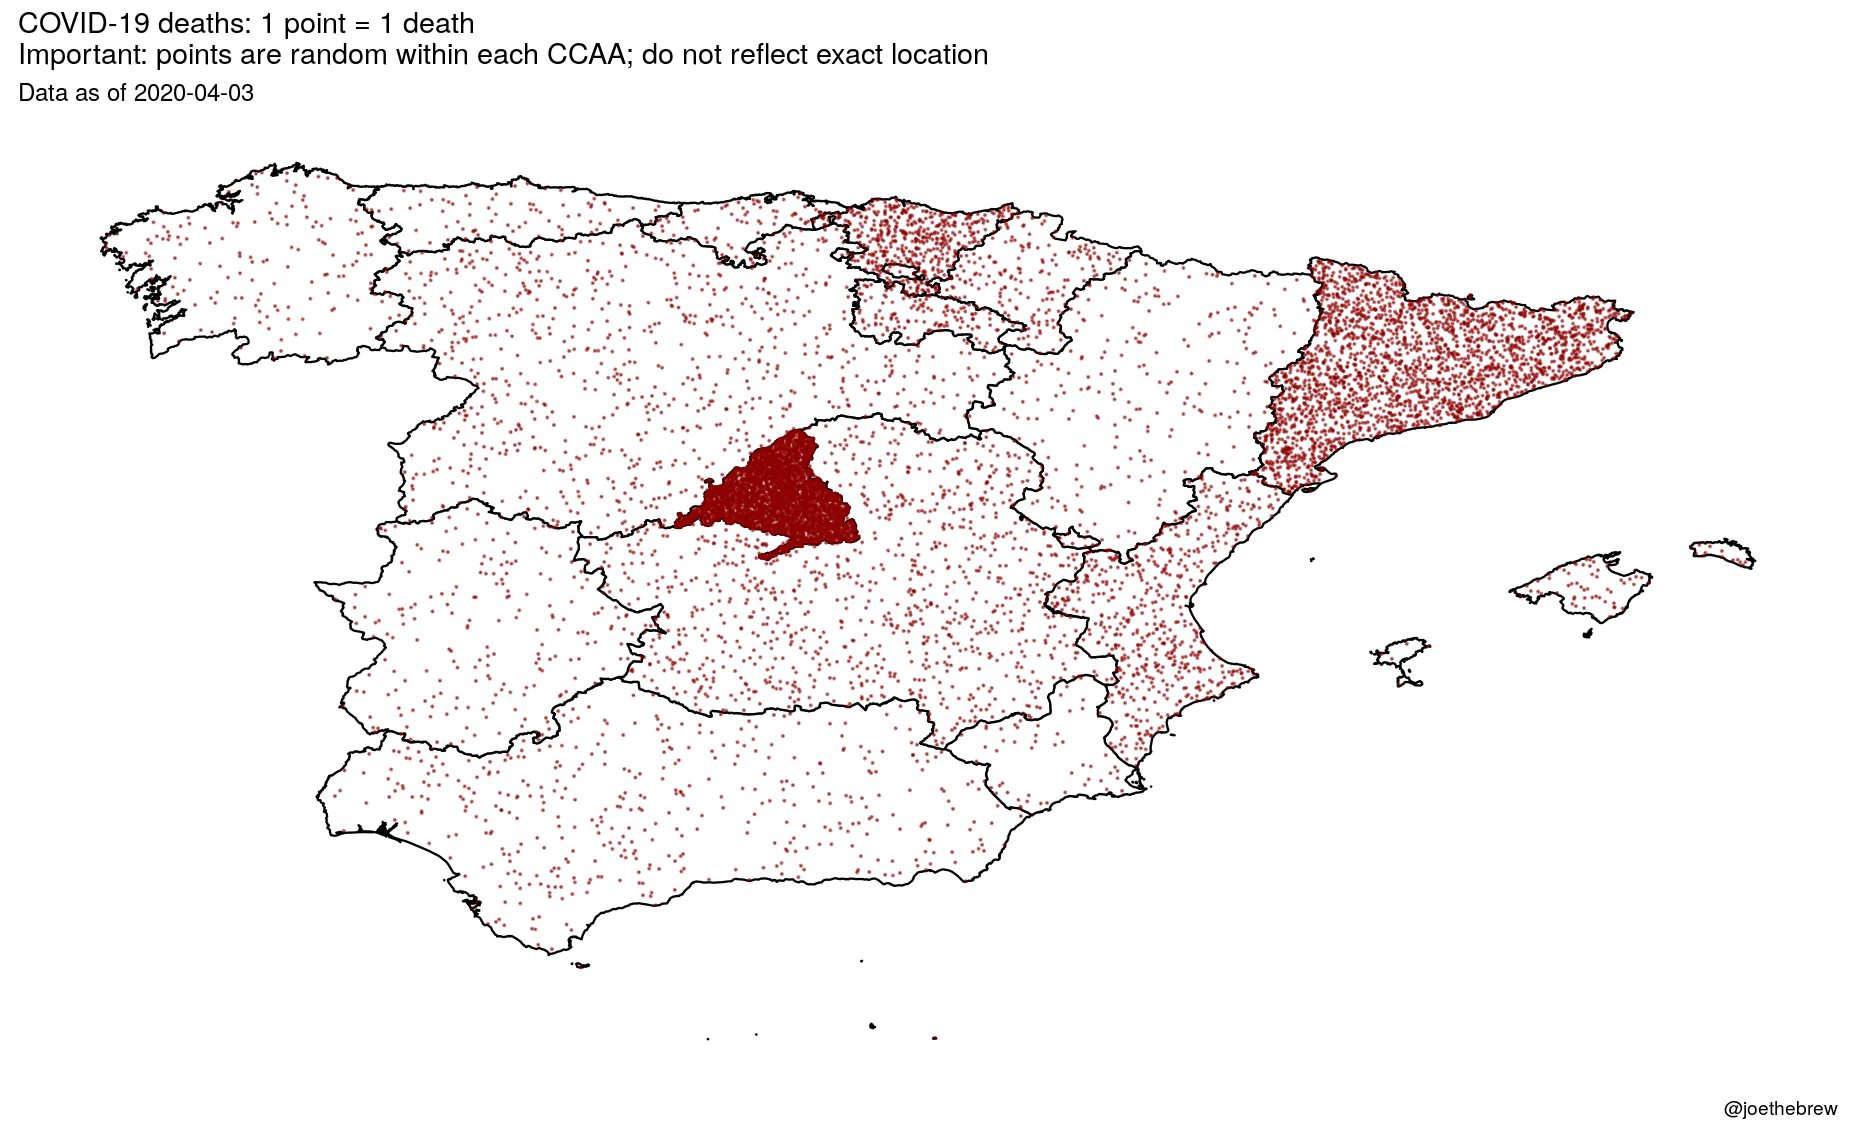 COVID-19 deaths: 1 point = 1 death
Important: points are random within each CCAA; do not reflect exact location
Data as of 2020-04-03
@joethebrew